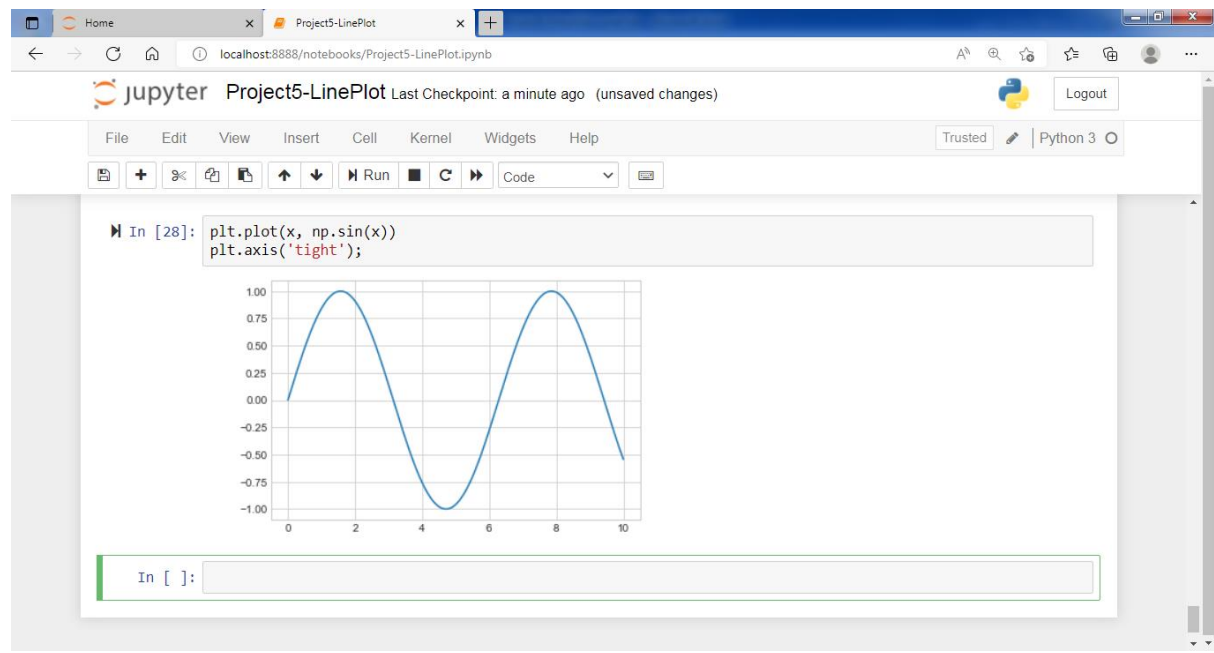 Home
Project5-LinePlot
localhost:8888/notebooks/Project5-LinePlot.ipynb
jupyter Project5-LinePlot Last Checkpoint: a minute ago (unsaved changes)
Logout
File Edit View Insert Cell Kernel Widgets Help
Trusted Python 3
Run Code
In [28]: plt.plot(x, np.sin(x))
plt.axis('tight');
1.00
0.75
0.50
0.25
0.00
−0.25
−0.50
−0.75
−1.00
0 2 4 6 8 10
In [ ]: